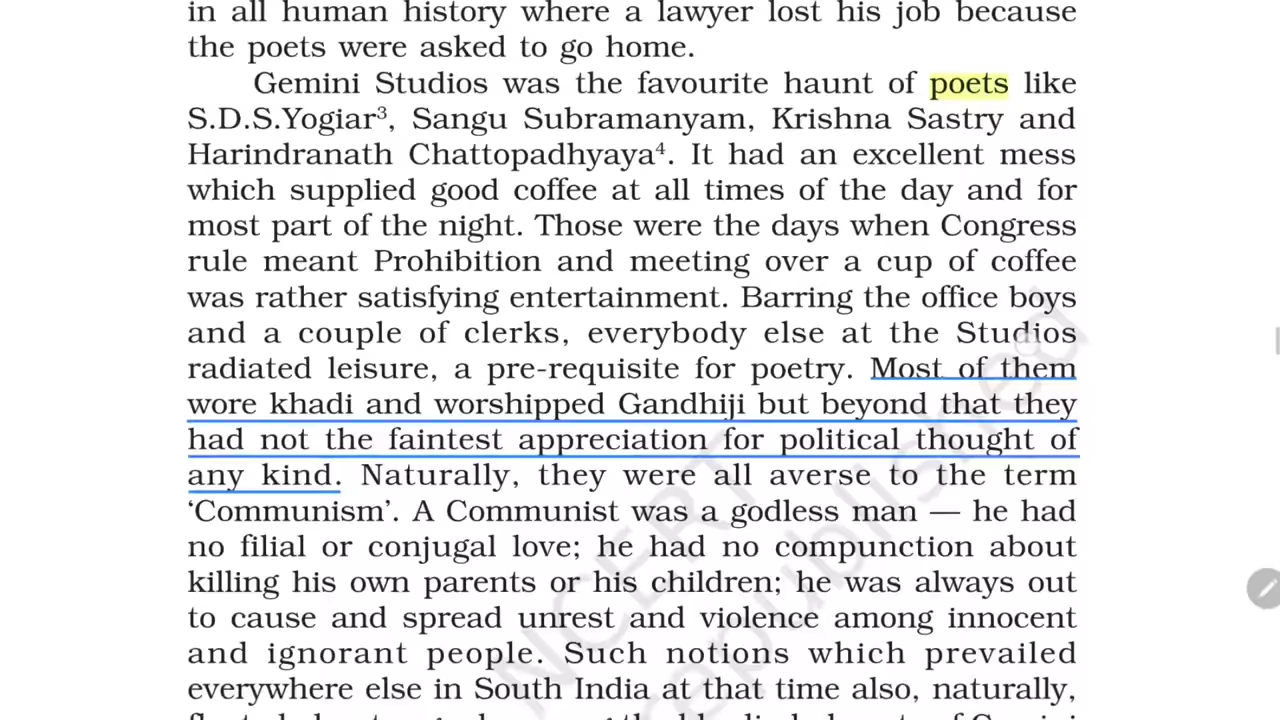 in all human history where a lawyer lost his job because
the poets were asked to go home.
Gemini Studios was the favourite haunt of poets like
S.D.S.Yogiar³, Sangu Subramanyam, Krishna Sastry and
Harindranath Chattopadhyaya⁴. It had an excellent mess
which supplied good coffee at all times of the day and for
most part of the night. Those were the days when Congress
rule meant Prohibition and meeting over a cup of coffee
was rather satisfying entertainment. Barring the office boys
and a couple of clerks, everybody else at the Studios
radiated leisure, a pre-requisite for poetry. Most of them
wore khadi and worshipped Gandhiji but beyond that they
had not the faintest appreciation for political thought of
any kind. Naturally, they were all averse to the term
‘Communism’. A Communist was a godless man — he had
no filial or conjugal love; he had no compunction about
killing his own parents or his children; he was always out
to cause and spread unrest and violence among innocent
and ignorant people. Such notions which prevailed
everywhere else in South India at that time also, naturally,
NCERT
republished